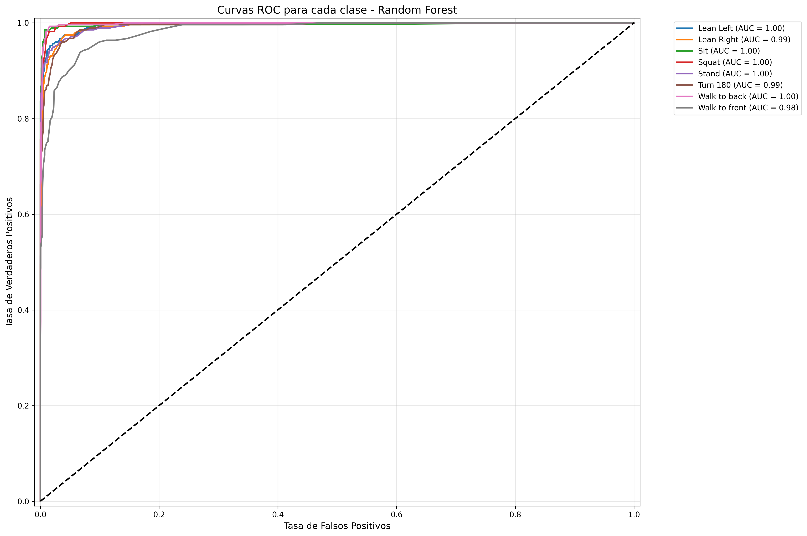 Curvas ROC para cada clase - Random Forest
Lean Left (AUC = 1.00)
Lean Right (AUC = 0.99)
Sit (AUC = 1.00)
Squat (AUC = 1.00)
Stand (AUC = 1.00)
Turn 180 (AUC = 0.99)
Walk to back (AUC = 1.00)
Walk to front (AUC = 0.98)
Tasa de Verdaderos Positivos
1.0
0.8
0.6
0.4
0.2
0.0
0.0 0.2 0.4 0.6 0.8 1.0
Tasa de Falsos Positivos